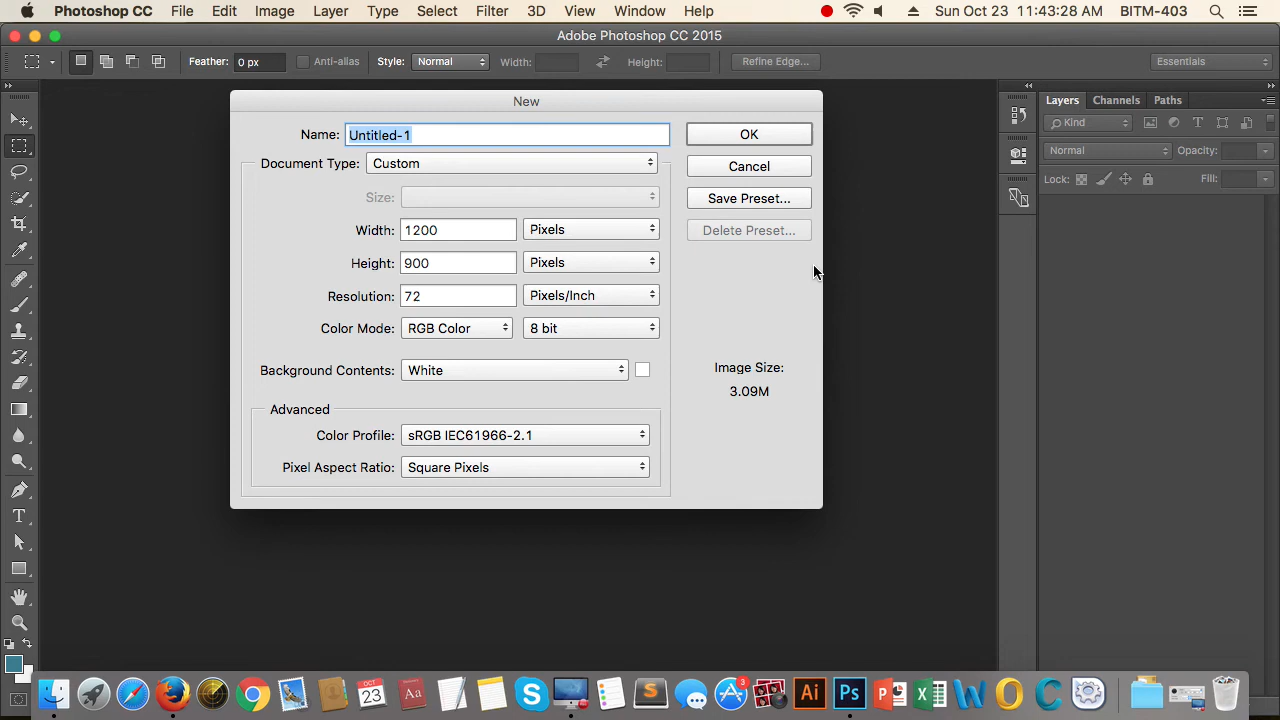 Photoshop CC File Edit Image Layer Type Select Filter 3D View Window Help Sun Oct 23 11:43:28 AM BITM-403
Adobe Photoshop CC 2015
Feather: 0 px Anti-alias Style: Normal Width: Height: Refine Edge... Essentials
New
Layers Channels Paths
Kind
Normal Opacity:
Lock: Fill:
Name: Untitled-1 OK
Document Type: Custom Cancel
Size: Save Preset...
Width: 1200 Pixels Delete Preset...
Height: 900 Pixels
Resolution: 72 Pixels/Inch
Color Mode: RGB Color 8 bit
Background Contents: White Image Size:
3.09M
Advanced
Color Profile: sRGB IEC61966-2.1
Pixel Aspect Ratio: Square Pixels
T
OCT
23 Aa S S 3 Ai Ps P X W O C